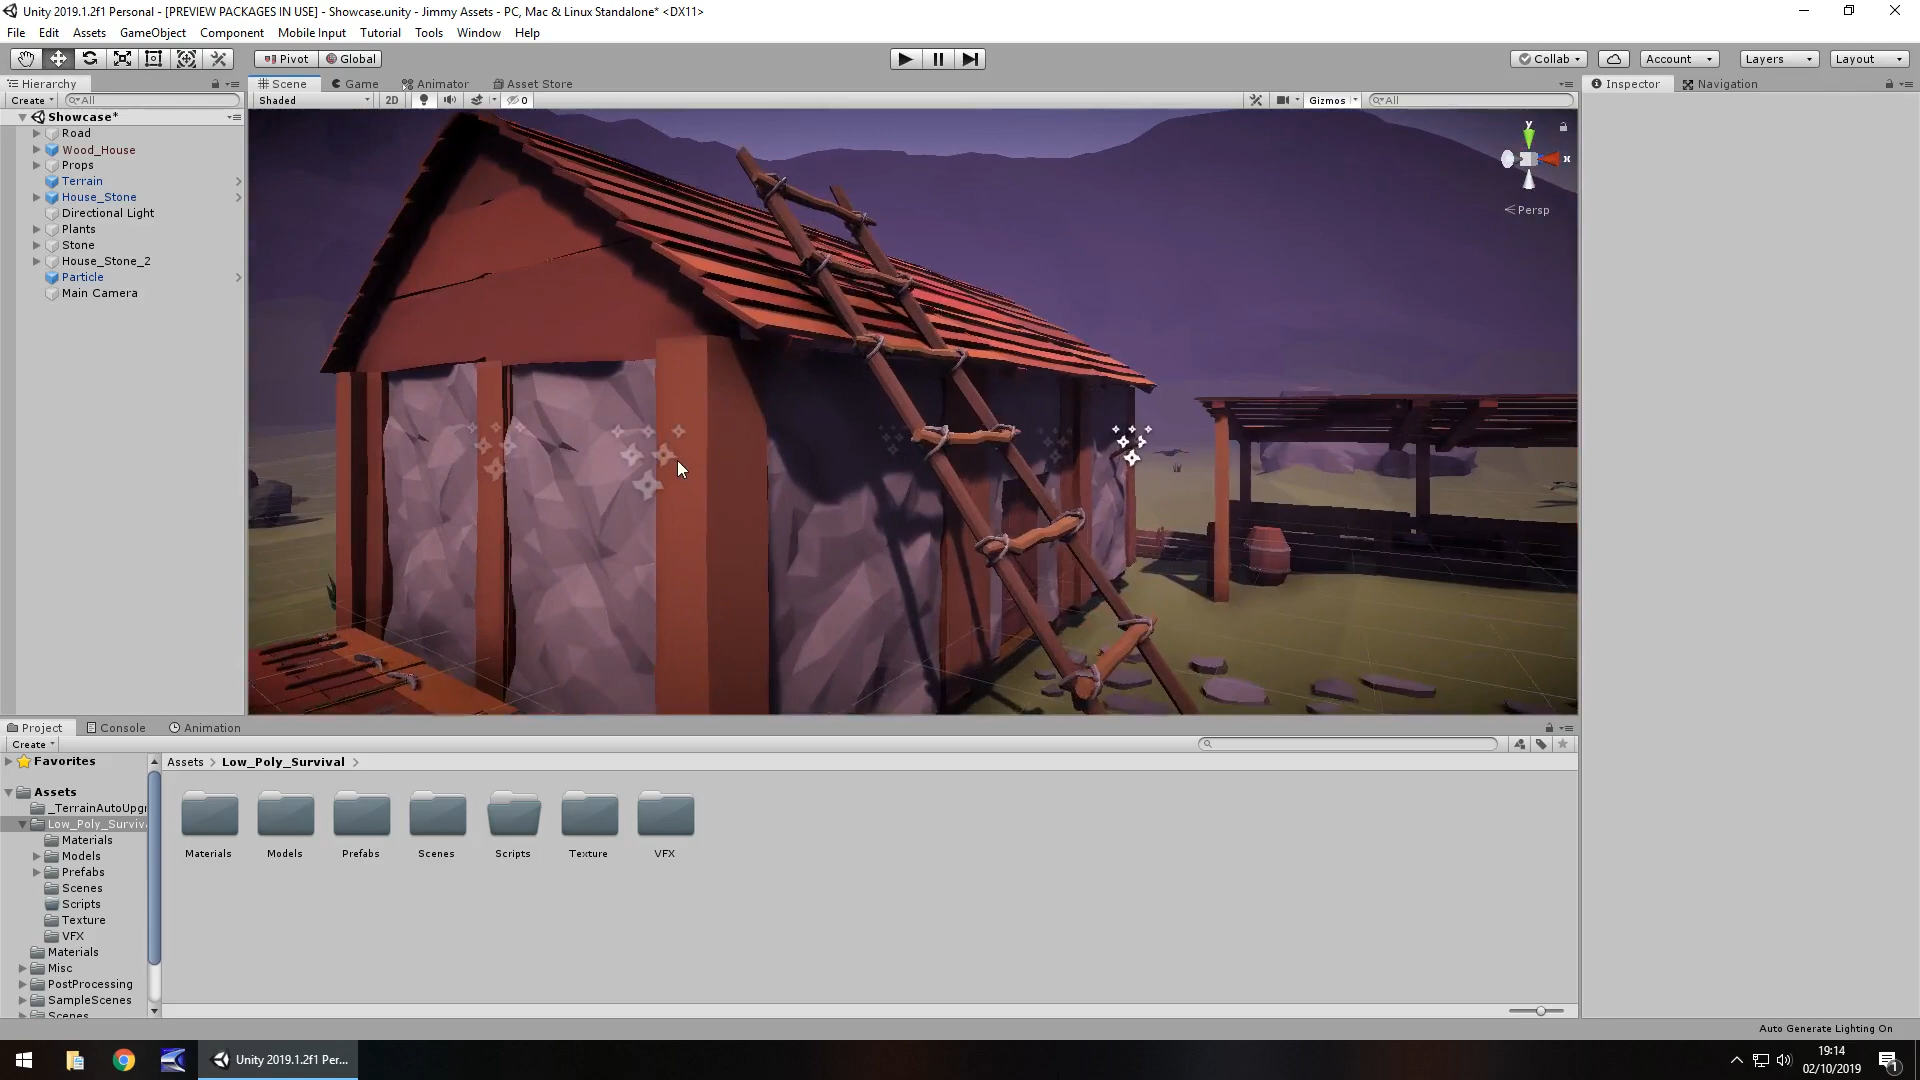 Unity 2019.1.2f1 Personal - [PREVIEW PACKAGES IN USE] - Showcase.unity - Jimmy Assets - PC, Mac & Linux Standalone* <DX11>
File Edit Assets GameObject Component Mobile Input Tutorial Tools Window Help
Pivot Global Collab Account Layers Layout
Hierarchy Scene Game Animator Asset Store Inspector Navigation
Create All Shaded 2D 0 Gizmos All
Showcase*
Road
Wood_House
Props
Terrain
House_Stone
Directional Light
Plants
Stone
House_Stone_2
Particle
Main Camera
y
x
Persp
Project Console Animation
Create
Favorites
Assets > Low_Poly_Survival >
Assets
_TerrainAutoUpgr
Low_Poly_Surviv
Materials
Models
Prefabs
Scenes
Scripts
Texture
VFX
Materials
Misc
PostProcessing
SampleScenes
Scenes
Materials Models Prefabs Scenes Scripts Texture VFX
Auto Generate Lighting On
Unity 2019.1.2f1 Per...
19:14
02/10/2019
1